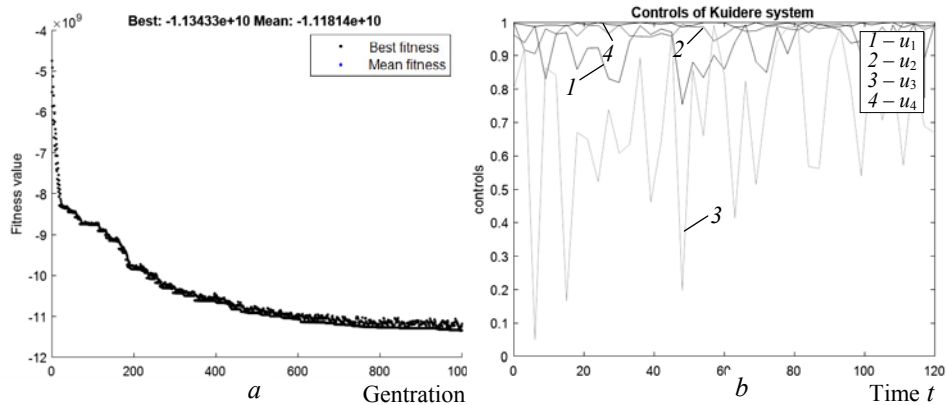 Best: -1.13433e+10 Mean: -1.11814e+10
×10⁹
-4
-5
-6
-7
-8
-9
-10
-11
-12
Fitness value
Best fitness
Mean fitness
0
200
400
600
800
1000
a
Gentration
Controls of Kuidere system
1
0.9
0.8
0.7
0.6
0.5
0.4
0.3
0.2
0.1
0
controls
1 – u₁
2 – u₂
3 – u₃
4 – u₄
1
4
2
3
0
20
40
60
80
100
120
b
Time t